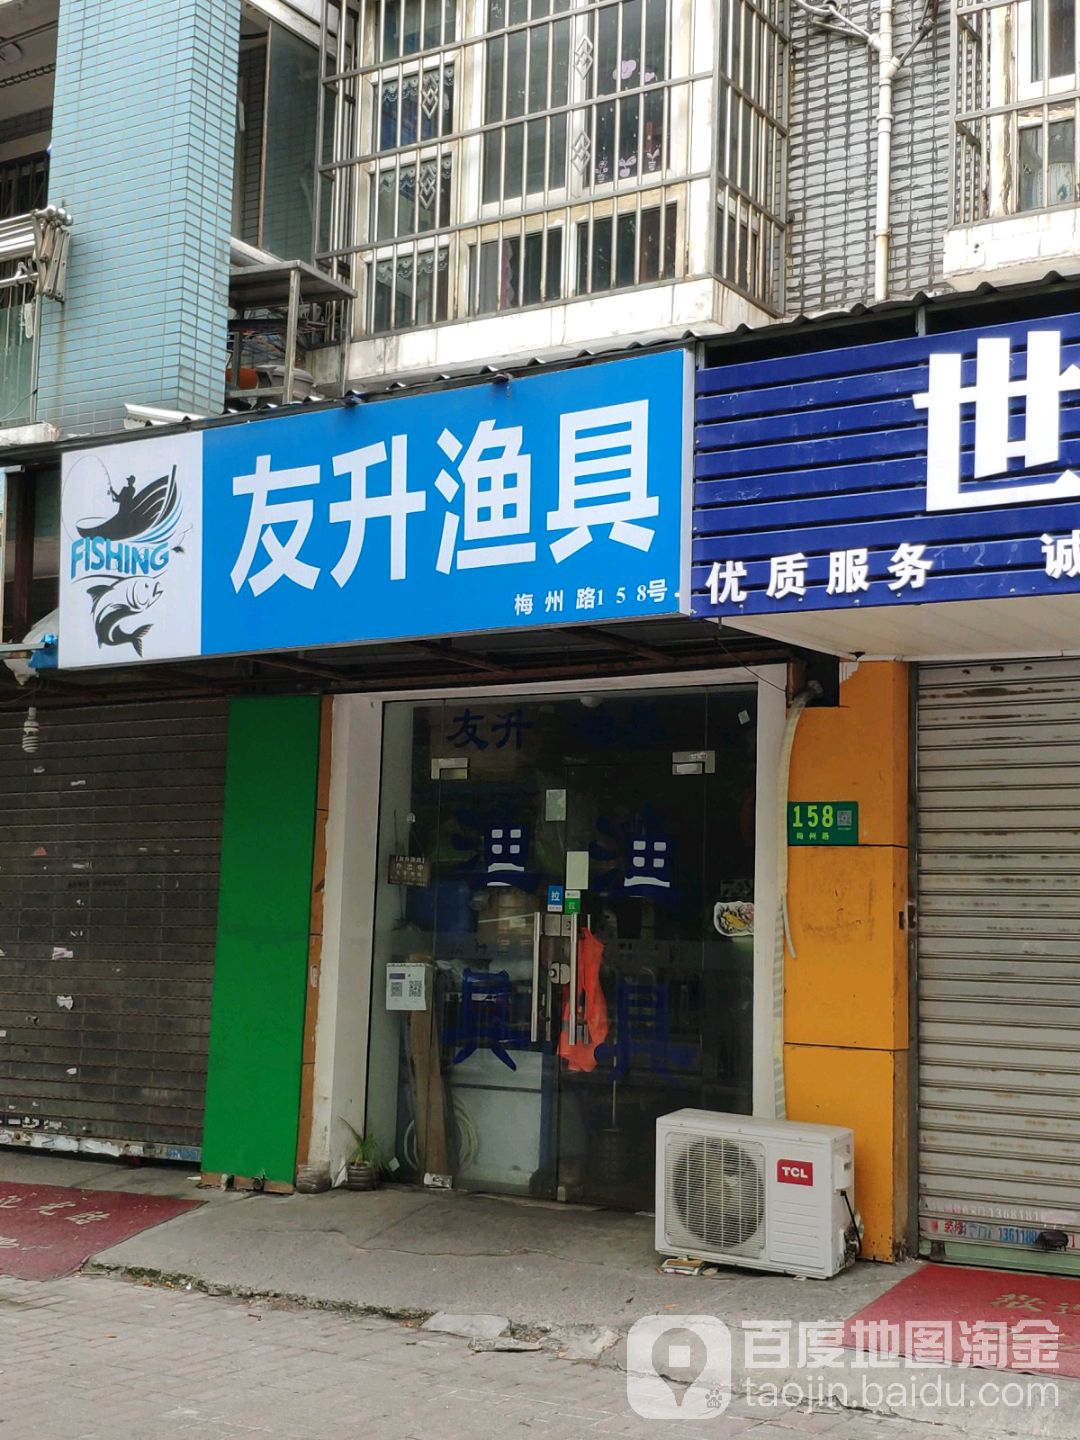 世
友升渔具
FISHING
诚
优质服务
梅州路158号
友升
158
梅州路
渔 渔
拉
拉
具 具
TCL
百度地图淘金
taojin.baidu.com